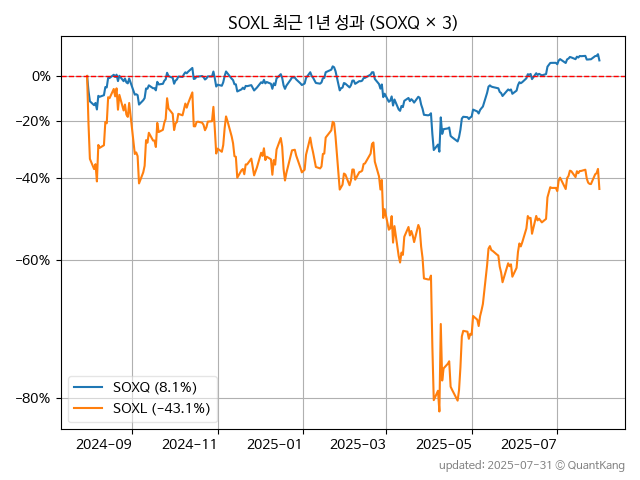 SOXL 최근 1년 성과 (SOXQ × 3)
0%
−20%
−40%
−60%
−80%
SOXQ (8.1%)
SOXL (−43.1%)
2024−09 2024−11 2025−01 2025−03 2025−05 2025−07
updated: 2025-07-31 © QuantKang